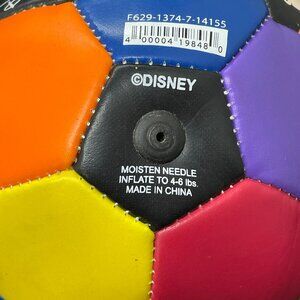 F629-1374-7-14155
4 00004 19848 0
©DISNEY
MOISTEN NEEDLE
INFLATE TO 4-6 lbs.
MADE IN CHINA